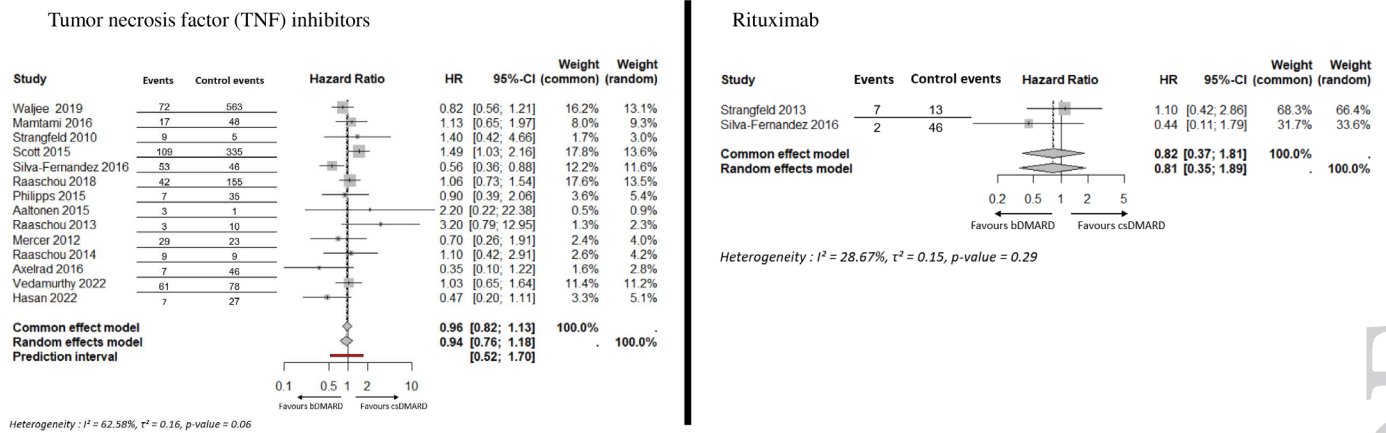 Tumor necrosis factor (TNF) inhibitors
Weight Weight
Study Events Control events Hazard Ratio HR 95%-CI (common) (random)
Waljee 2019 72 563 0.82 [0.56; 1.21] 16.2% 13.1%
Mamtami 2016 17 48 1.13 [0.65; 1.97] 8.0% 9.3%
Strangfeld 2010 9 5 1.40 [0.42; 4.66] 1.7% 3.0%
Scott 2015 109 335 1.49 [1.03; 2.16] 17.8% 13.6%
Silva-Fernandez 2016 53 46 0.56 [0.36; 0.88] 12.2% 11.6%
Raaschou 2018 42 155 1.06 [0.73; 1.54] 17.6% 13.5%
Philipps 2015 7 35 0.90 [0.39; 2.06] 3.6% 5.4%
Aaltonen 2015 3 1 2.20 [0.22; 22.38] 0.5% 0.9%
Raaschou 2013 3 10 3.20 [0.79; 12.95] 1.3% 2.3%
Mercer 2012 29 23 0.70 [0.26; 1.91] 2.4% 4.0%
Raaschou 2014 9 9 1.10 [0.42; 2.91] 2.6% 4.2%
Axelrad 2016 7 46 0.35 [0.10; 1.22] 1.6% 2.8%
Vedamurthy 2022 61 78 1.03 [0.65; 1.64] 11.4% 11.2%
Hasan 2022 7 27 0.47 [0.20; 1.11] 3.3% 5.1%
Common effect model 0.96 [0.82; 1.13] 100.0% .
Random effects model 0.94 [0.76; 1.18] . 100.0%
Prediction interval [0.52; 1.70]
0.1 0.5 1 2 10
Favours bDMARD Favours csDMARD
Heterogeneity : I² = 62.58%, τ² = 0.16, p-value = 0.06
Rituximab
Weight Weight
Study Events Control events Hazard Ratio HR 95%-CI (common) (random)
Strangfeld 2013 7 13 1.10 [0.42; 2.86] 68.3% 66.4%
Silva-Fernandez 2016 2 46 0.44 [0.11; 1.79] 31.7% 33.6%
Common effect model 0.82 [0.37; 1.81] 100.0% .
Random effects model 0.81 [0.35; 1.89] . 100.0%
0.2 0.5 1 2 5
Favours bDMARD Favours csDMARD
Heterogeneity : I² = 28.67%, τ² = 0.15, p-value = 0.29